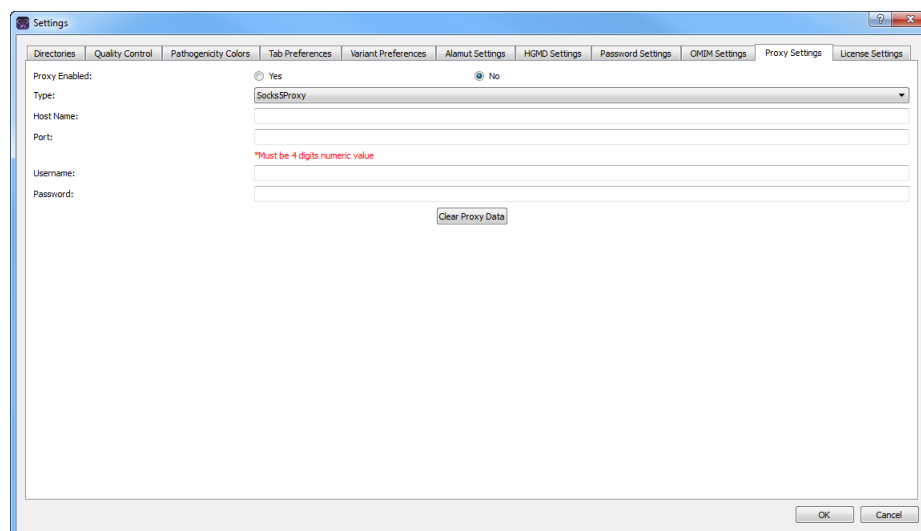 Settings
Directories Quality Control Pathogenicity Colors Tab Preferences Variant Preferences Alamut Settings HGMD Settings Password Settings OMIM Settings Proxy Settings License Settings
Proxy Enabled: Yes No
Type: Socks5Proxy
Host Name:
Port:
*Must be 4 digits numeric value
Username:
Password:
Clear Proxy Data
OK Cancel